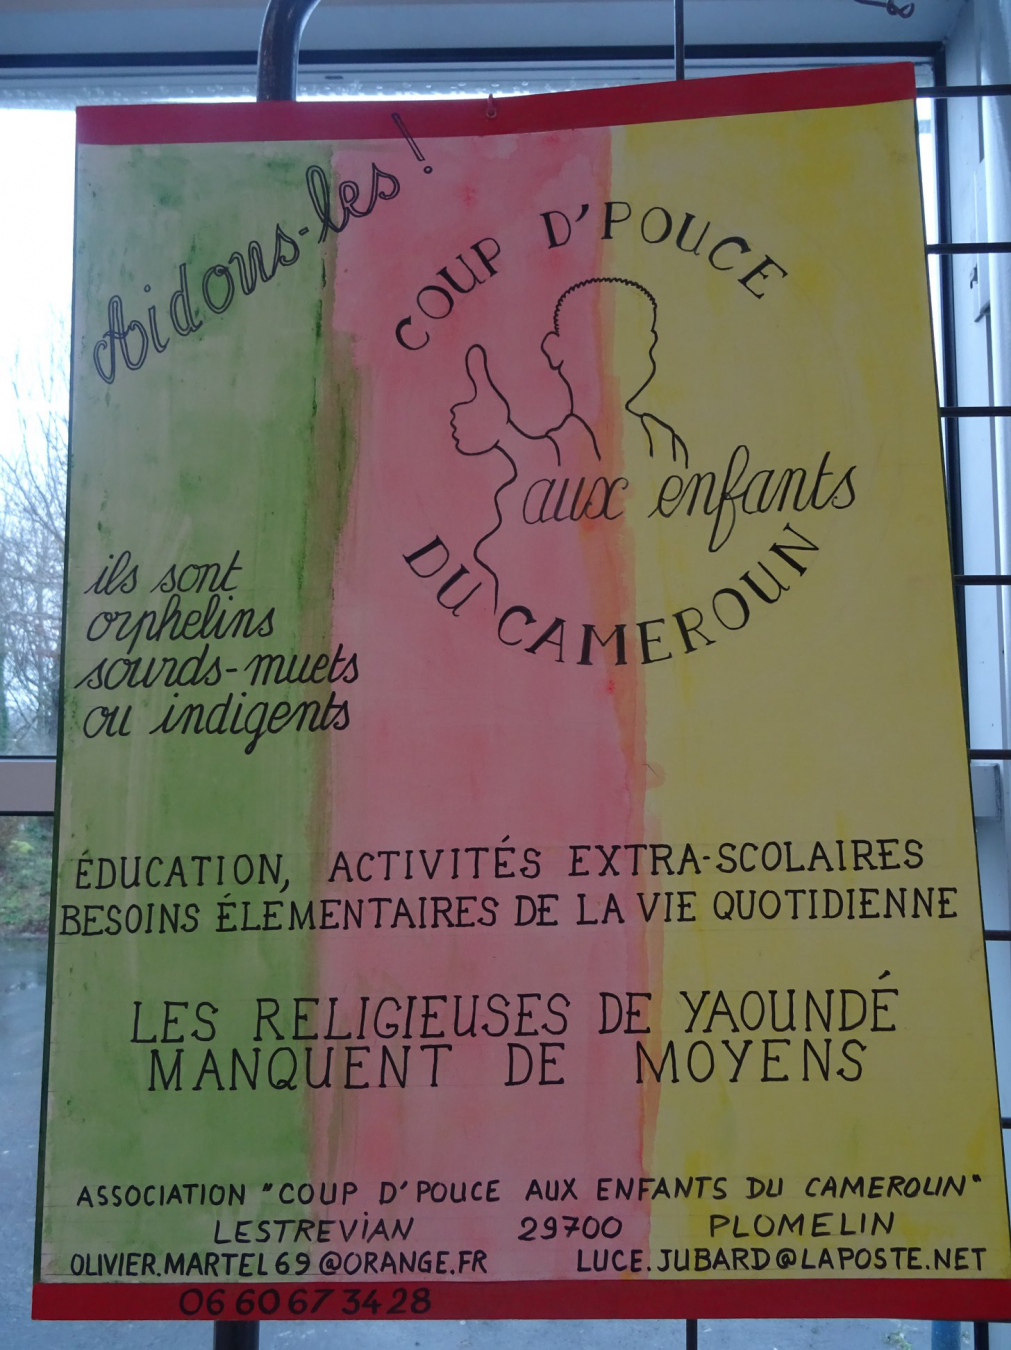 Aidons-les !
COUP D'POUCE
aux enfants
DU CAMEROUN
ils sont
orphelins
sourds-muets
ou indigents
ÉDUCATION, ACTIVITÉS EXTRA-SCOLAIRES
BESOINS ÉLEMENTAIRES DE LA VIE QUOTIDIENNE
LES RELIGIEUSES DE YAOUNDÉ
MANQUENT DE MOYENS
ASSOCIATION "COUP D'POUCE AUX ENFANTS DU CAMEROUN"
LESTREVIAN 29700 PLOMELIN
OLIVIER.MARTEL69@ORANGE.FR LUCE.JUBARD@LAPOSTE.NET
06 60 67 34 28